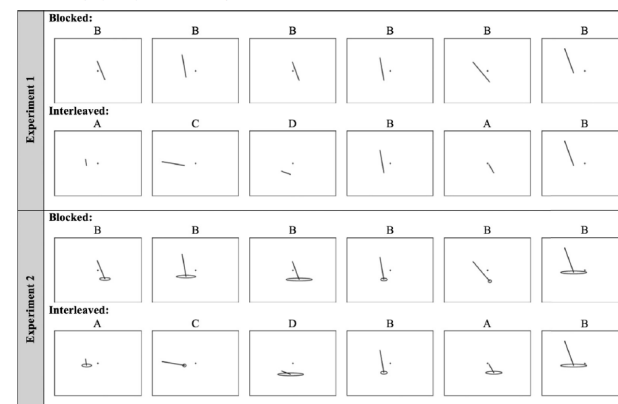 Blocked:
B B B B B B
Interleaved:
A C D B A B
Experiment 1
Blocked:
B B B B B B
Interleaved:
A C D B A B
Experiment 2